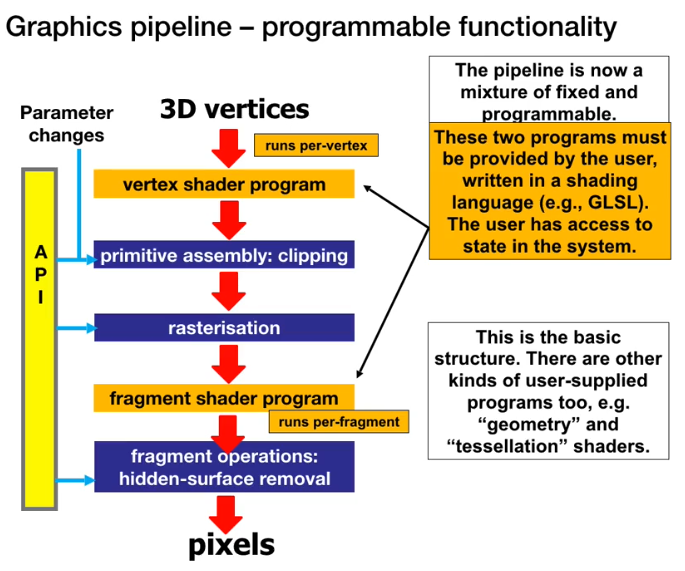 Graphics pipeline – programmable functionality
Parameter
changes
3D vertices
runs per-vertex
vertex shader program
primitive assembly: clipping
rasterisation
fragment shader program
runs per-fragment
fragment operations:
hidden-surface removal
pixels
A
P
I
The pipeline is now a
mixture of fixed and
programmable.
These two programs must
be provided by the user,
written in a shading
language (e.g., GLSL).
The user has access to
state in the system.
This is the basic
structure. There are other
kinds of user-supplied
programs too, e.g.
“geometry” and
“tessellation” shaders.